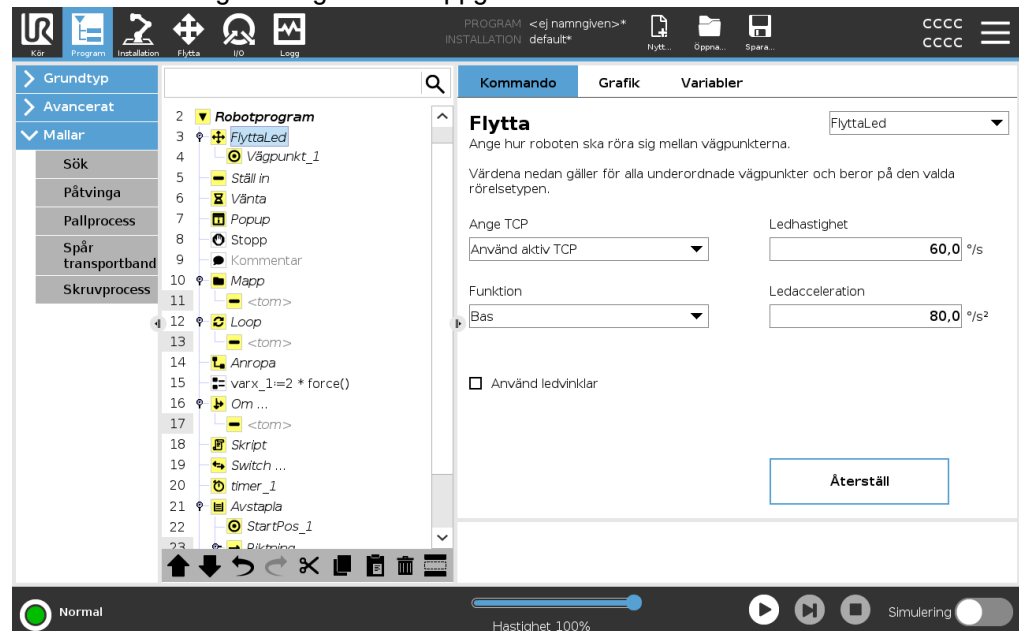 PROGRAM <ej namngiven>*
INSTALLATION default*
Kör Program Installation Flytta I/O Logg
Nytt... Öppna... Spara...
cccc
cccc
Grundtyp
Avancerat
Mallar
Sök
Påtvinga
Pallprocess
Spår
transportband
Skruvprocess
2 Robotprogram
3 FlyttaLed
4 Vägpunkt_1
5 Ställ in
6 Vänta
7 Popup
8 Stopp
9 Kommentar
10 Mapp
11 <tom>
12 Loop
13 <tom>
14 Anropa
15 varx_1:=2 * force()
16 Om ...
17 <tom>
18 Skript
19 Switch ...
20 timer_1
21 Avstapla
22 StartPos_1
23 Riktning
Kommando Grafik Variabler
Flytta
FlyttaLed
Ange hur roboten ska röra sig mellan vägpunkterna.
Värdena nedan gäller för alla underordnade vägpunkter och beror på den valda
rörelsetypen.
Ange TCP
Ledhastighet
Använd aktiv TCP
60,0 °/s
Funktion
Ledacceleration
Bas
80,0 °/s²
Använd ledvinklar
Återställ
Normal
Hastighet 100%
Simulering